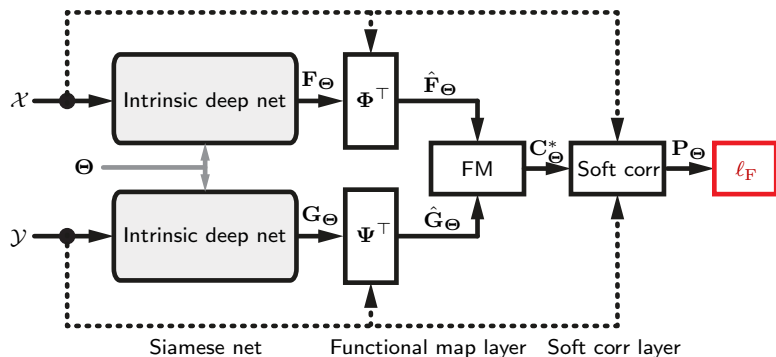 𝒳
Intrinsic deep net
F_Θ
Φ^⊤
F̂_Θ
Θ
FM
C*_Θ
Soft corr
P_Θ
ℓ_F
𝒴
Intrinsic deep net
G_Θ
Ψ^⊤
Ĝ_Θ
Siamese net
Functional map layer
Soft corr layer